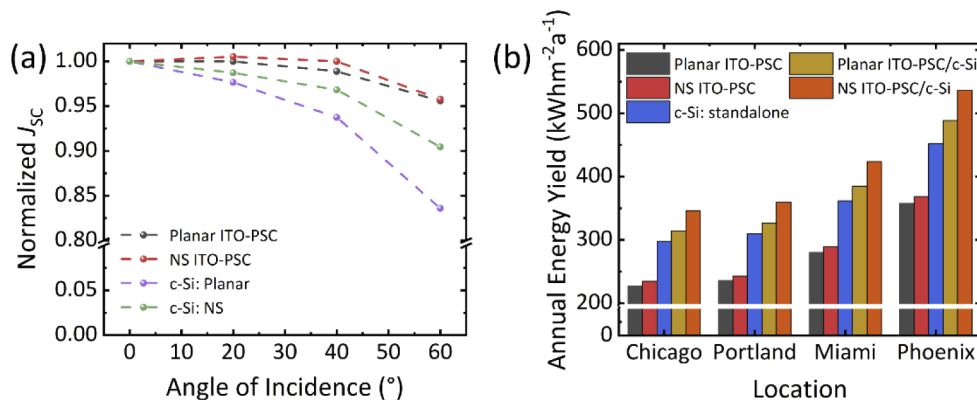 (a)
1.00
0.95
0.90
0.85
0.80
0.05
0.00
Normalized J_SC
Planar ITO-PSC
NS ITO-PSC
c-Si: Planar
c-Si: NS
0 10 20 30 40 50 60
Angle of Incidence (°)
(b)
600
500
400
300
200
0
Annual Energy Yield (kWhm⁻²a⁻¹)
Planar ITO-PSC Planar ITO-PSC/c-Si
NS ITO-PSC NS ITO-PSC/c-Si
c-Si: standalone
Chicago Portland Miami Phoenix
Location